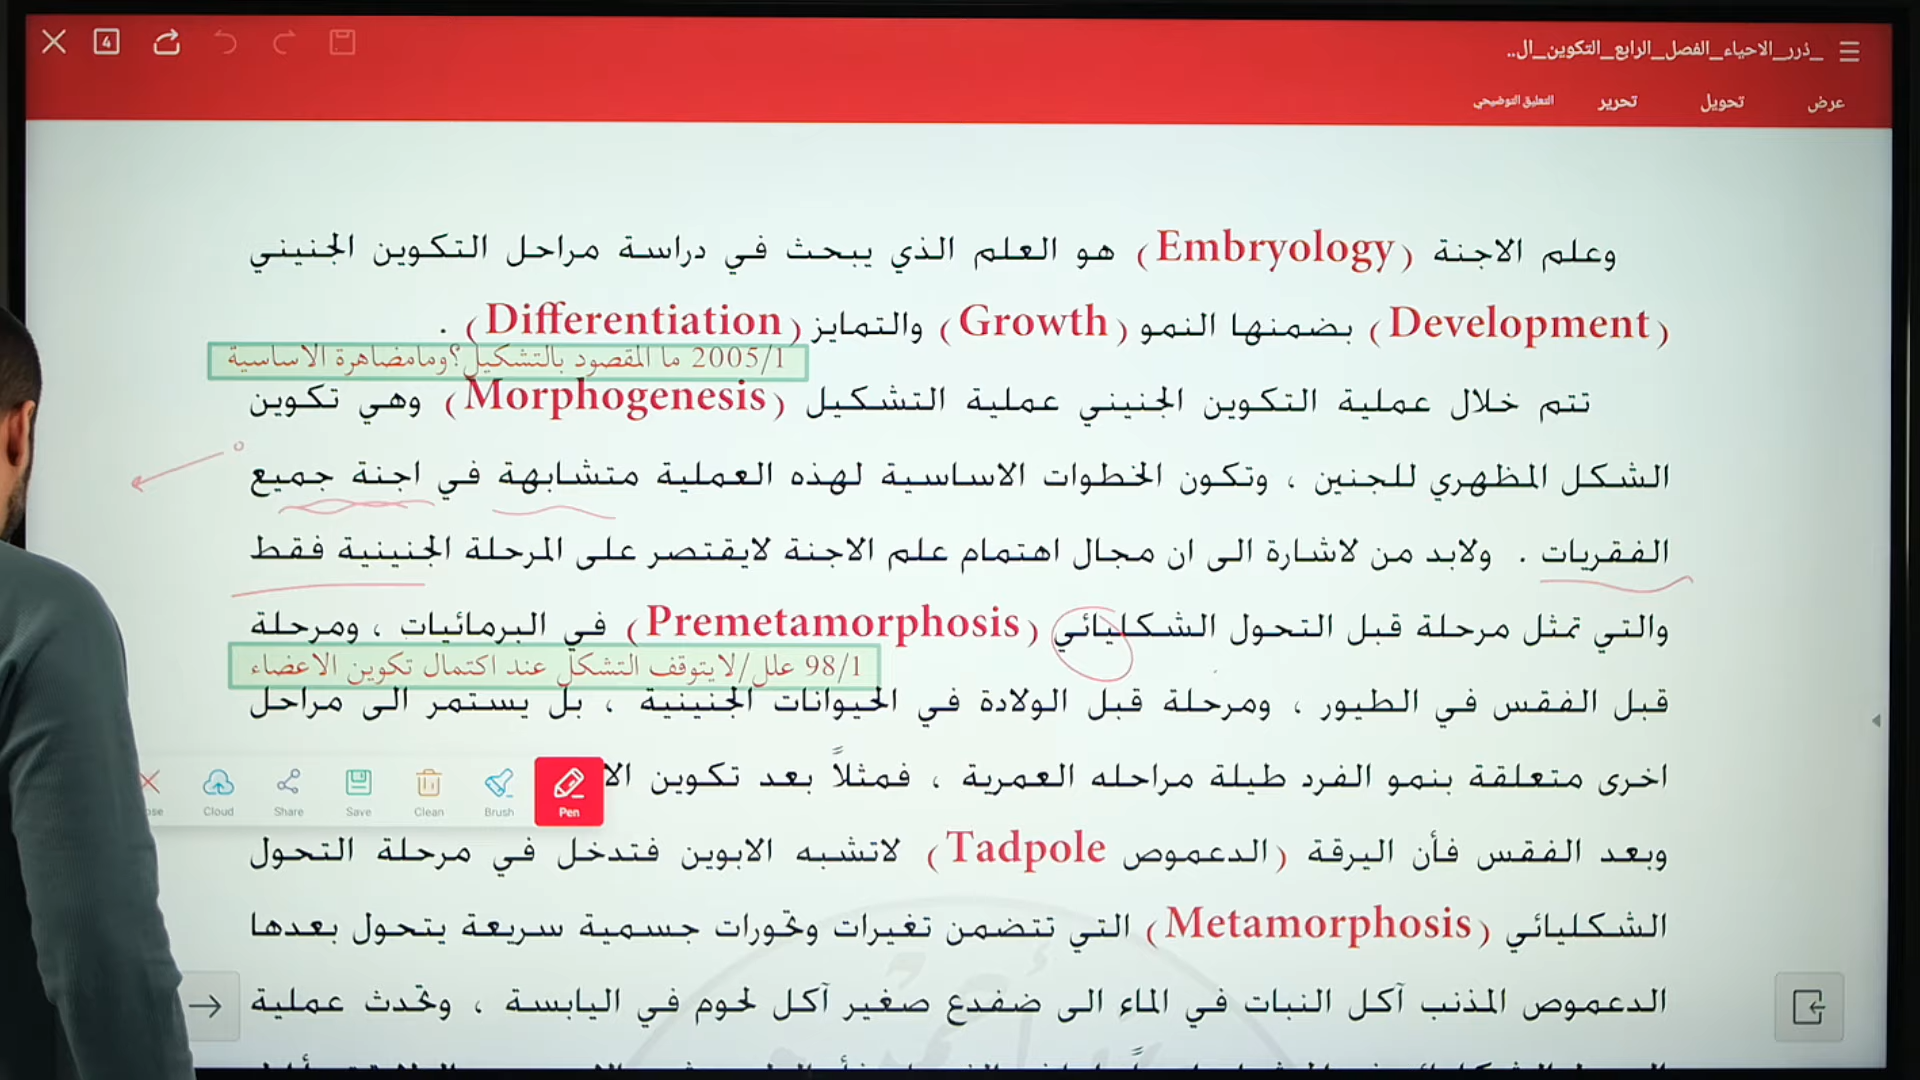 _ذرر_الاحياء_الفصل_الرابع_التكوين_ال..
4
عرض تحويل تحرير التعليق التوضيحي
وعلم الاجنة (Embryology) هو العلم الذي يبحث في دراسة مراحل التكوين الجنيني
(Development) بضمنها النمو (Growth) والتمايز (Differentiation) .
2005/1 ما المقصود بالتشكيل؟ومامضاهرة الاساسية
تتم خلال عملية التكوين الجنيني عملية التشكيل (Morphogenesis) وهي تكوين
الشكل المظهري للجنين ، وتكون الخطوات الاساسية لهذه العملية متشابهة في اجنة جميع
الفقريات . ولابد من لاشارة الى ان مجال اهتمام علم الاجنة لايقتصر على المرحلة الجنينية فقط
والتي تمثل مرحلة قبل التحول الشكليائي (Premetamorphosis) في البرمائيات ، ومرحلة
98/1 علل/لايتوقف التشكل عند اكتمال تكوين الاعضاء
قبل الفقس في الطيور ، ومرحلة قبل الولادة في الحيوانات الجنينية ، بل يستمر الى مراحل
اخرى متعلقة بنمو الفرد طيلة مراحله العمرية ، فمثلاً بعد تكوين
Cloud Share Save Clean Brush Pen
وبعد الفقس فأن اليرقة (الدعموص Tadpole) لاتشبه الابوين فتدخل في مرحلة التحول
الشكليائي (Metamorphosis) التي تتضمن تغيرات وتحورات جسمية سريعة يتحول بعدها
الدعموص المذنب آكل النبات في الماء الى ضفدع صغير آكل لحوم في اليابسة ، وتحدث عملية